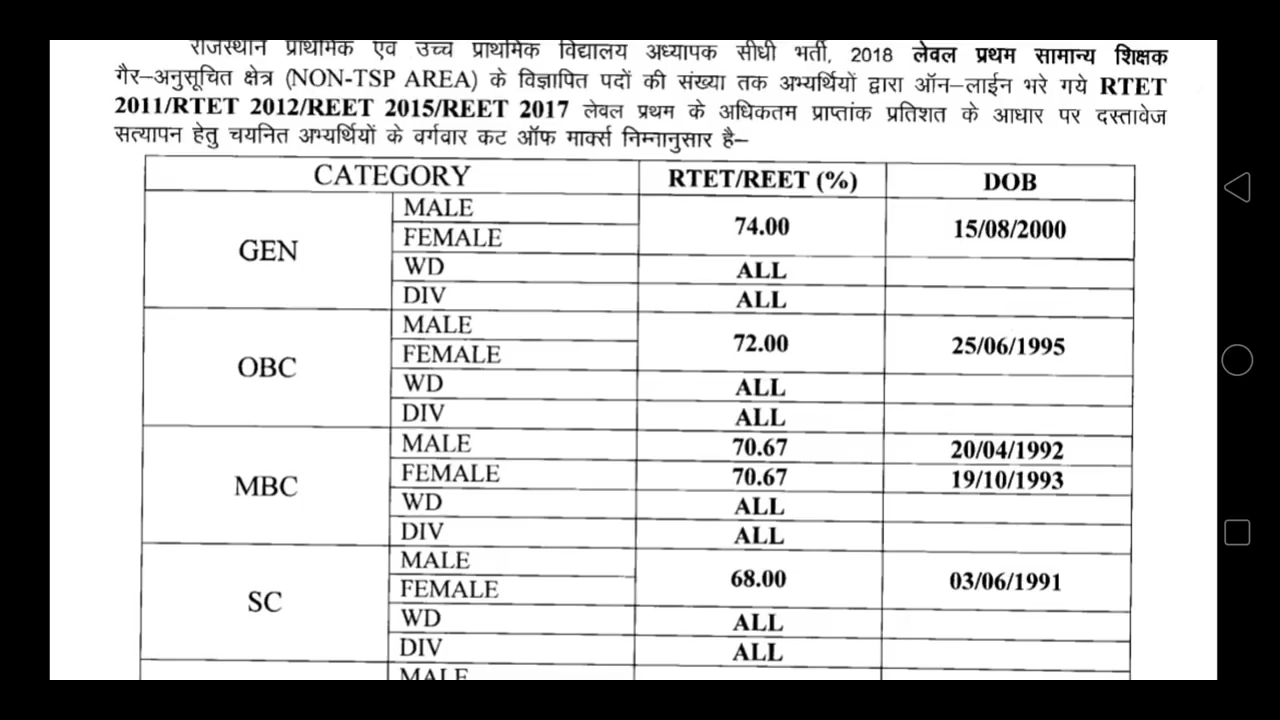 राजस्थान प्राथमिक एवं उच्च प्राथमिक विद्यालय अध्यापक सीधी भर्ती, 2018 लेवल प्रथम सामान्य शिक्षक
गैर–अनुसूचित क्षेत्र (NON-TSP AREA) के विज्ञापित पदों की संख्या तक अभ्यर्थियों द्वारा ऑन–लाईन भरे गये RTET
2011/RTET 2012/REET 2015/REET 2017 लेवल प्रथम के अधिकतम प्राप्तांक प्रतिशत के आधार पर दस्तावेज
सत्यापन हेतु चयनित अभ्यर्थियों के वर्गवार कट ऑफ मार्क्स निम्नानुसार है–
CATEGORY RTET/REET (%) DOB
GEN
MALE
FEMALE
74.00 15/08/2000
WD ALL
DIV ALL
OBC
MALE
FEMALE
72.00 25/06/1995
WD ALL
DIV ALL
MBC
MALE 70.67 20/04/1992
FEMALE 70.67 19/10/1993
WD ALL
DIV ALL
SC
MALE
FEMALE
68.00 03/06/1991
WD ALL
DIV ALL
MALE